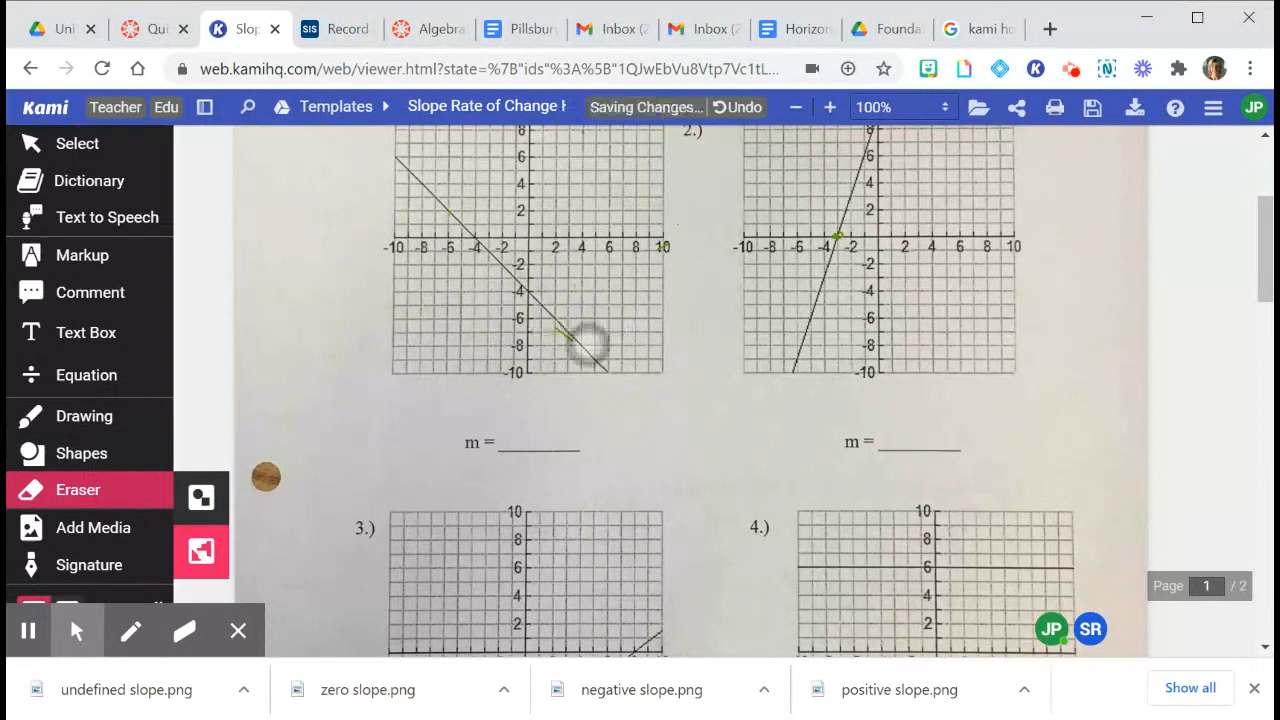 Uni
Qui
Slop
SIS Record
Algebra
Pillsbur
Inbox (2
Inbox (2
Horizon
Founda
G kami ho
web.kamihq.com/web/viewer.html?state=%7B"ids"%3A%5B"1QJwEbVu8Vtp7Vc1tL...
Kami Teacher Edu Templates Slope Rate of Change Saving Changes... Undo 100% JP
Select
Dictionary
Text to Speech
Markup
Comment
Text Box
Equation
Drawing
Shapes
Eraser
Add Media
Signature
8
6
4
2
-10 -8 -6 -4 -2 2 4 6 8 10
-2
-4
-6
-8
-10
m = ________
2.)
8
6
4
2
-10 -8 -6 -4 -2 2 4 6 8 10
-2
-4
-6
-8
-10
m = ________
3.)
10
8
6
4
2
4.)
10
8
6
4
2
Page 1 / 2
JP SR
undefined slope.png
zero slope.png
negative slope.png
positive slope.png
Show all